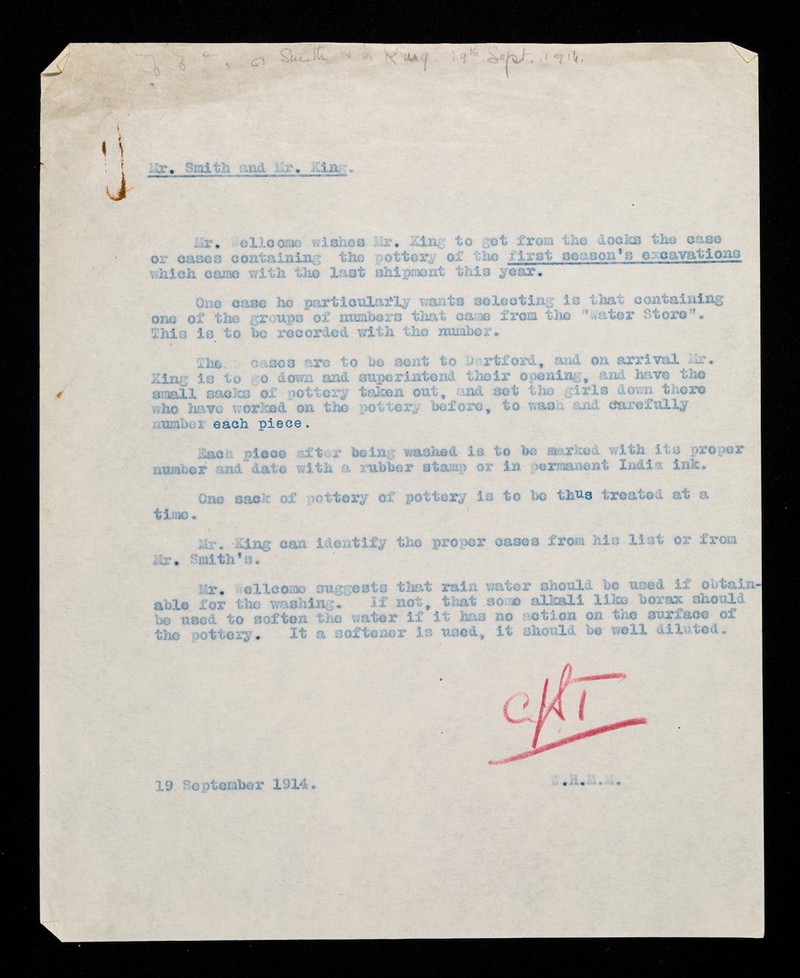 Smith & King 19th Sept. 1914.
Mr. Smith and Mr. King.
Mr. Wellcome wishes Mr. King to get from the docks the case
or cases containing the pottery of the first season's excavations
which came with the last shipment this year.
One case he particularly wants selecting is that containing
one of the groups of numbers that came from the "Water Store".
This is to be recorded with the number.
The cases are to be sent to Dartford, and on arrival Mr.
King is to go down and superintend their opening, and have the
small sacks of pottery taken out, and set the girls down there
who have worked on the pottery before, to wash and carefully
number each piece.
Each piece after being washed is to be marked with its proper
number and date with a rubber stamp or in permanent India ink.
One sack of pottery of pottery is to be thus treated at a
time.
Mr. King can identify the proper cases from his list or from
Mr. Smith's.
Mr. Wellcome suggests that rain water should be used if obtain-
able for the washing. If not, that some alkali like borax should
be used to soften the water if it has no action on the surface of
the pottery. It a softener is used, it should be well diluted.
19 September 1914.
W.H.M.M.